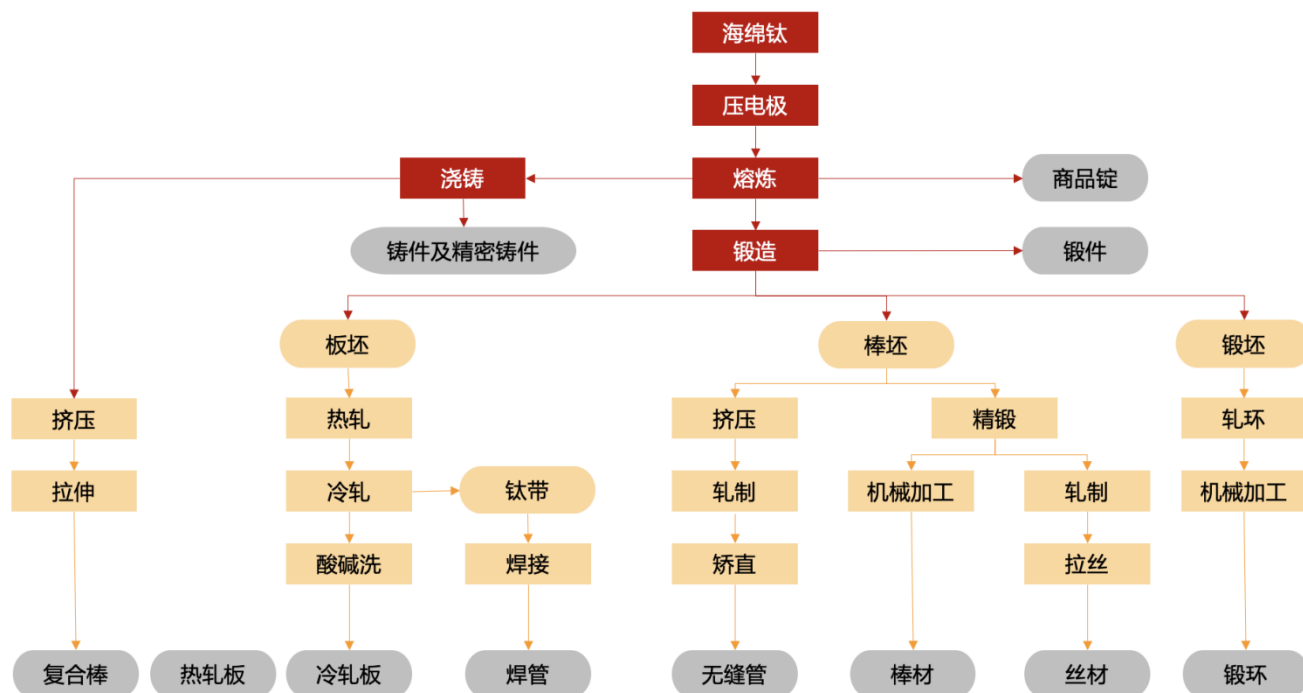 海绵钛
压电极
浇铸
熔炼
商品锭
铸件及精密铸件
锻造
锻件
板坯
棒坯
锻坯
挤压
热轧
挤压
精锻
轧环
拉伸
冷轧
钛带
轧制
机械加工
轧制
机械加工
酸碱洗
焊接
矫直
拉丝
复合棒
热轧板
冷轧板
焊管
无缝管
棒材
丝材
锻环